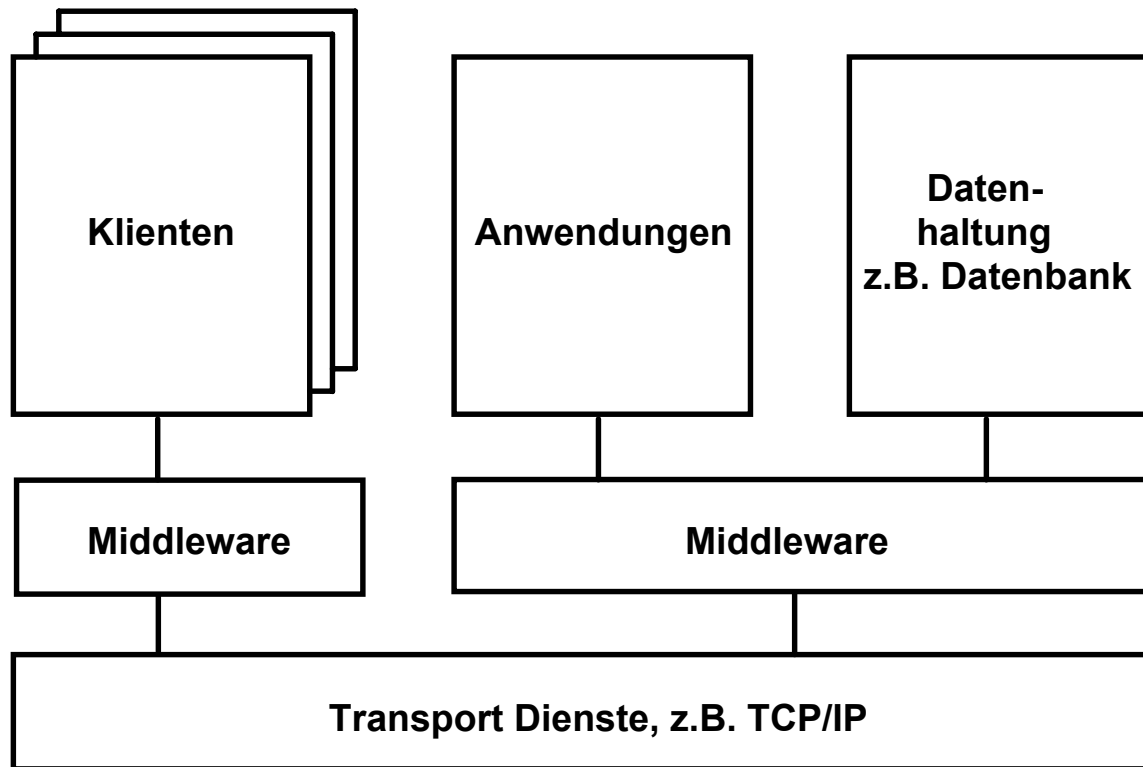 Klienten
Anwendungen
Daten-
haltung
z.B. Datenbank
Middleware
Middleware
Transport Dienste, z.B. TCP/IP